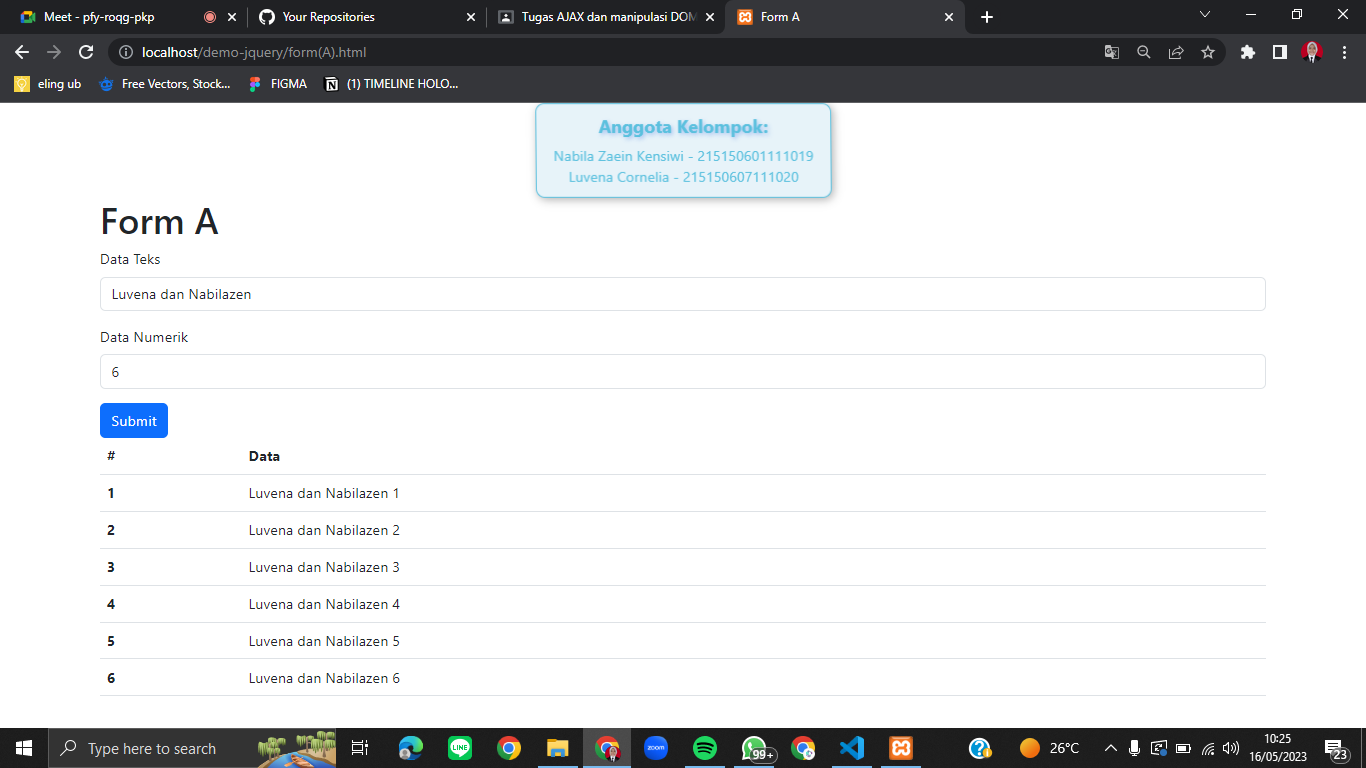 Meet - pfy-roqg-pkp
Your Repositories
Tugas AJAX dan manipulasi DOM
Form A
localhost/demo-jquery/form(A).html
eling ub
Free Vectors, Stock...
FIGMA
(1) TIMELINE HOLO...
Anggota Kelompok:
Nabila Zaein Kensiwi - 215150601111019
Luvena Cornelia - 215150607111020
Form A
Data Teks
Luvena dan Nabilazen
Data Numerik
6
Submit
# Data
1 Luvena dan Nabilazen 1
2 Luvena dan Nabilazen 2
3 Luvena dan Nabilazen 3
4 Luvena dan Nabilazen 4
5 Luvena dan Nabilazen 5
6 Luvena dan Nabilazen 6
Type here to search
LINE
zoom
99+
26°C
10:25
16/05/2023
23